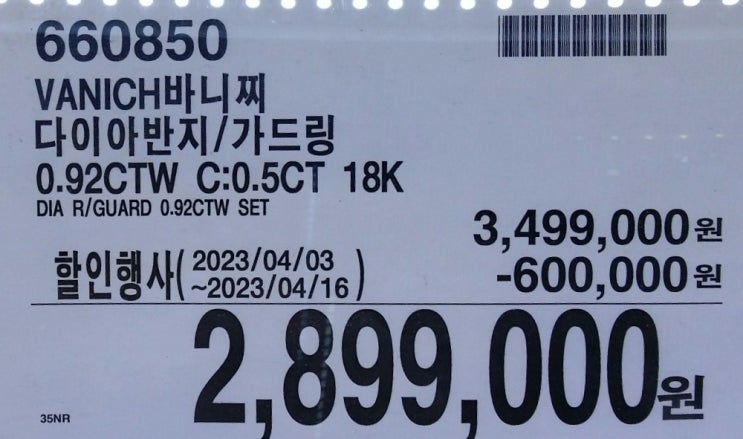 660850
VANICH바니찌
다이아반지/가드링
0.92CTW C:0.5CT 18K
DIA R/GUARD 0.92CTW SET
3,499,000원
할인행사( 2023/04/03
~2023/04/16 )
-600,000원
2,899,000원
35NR